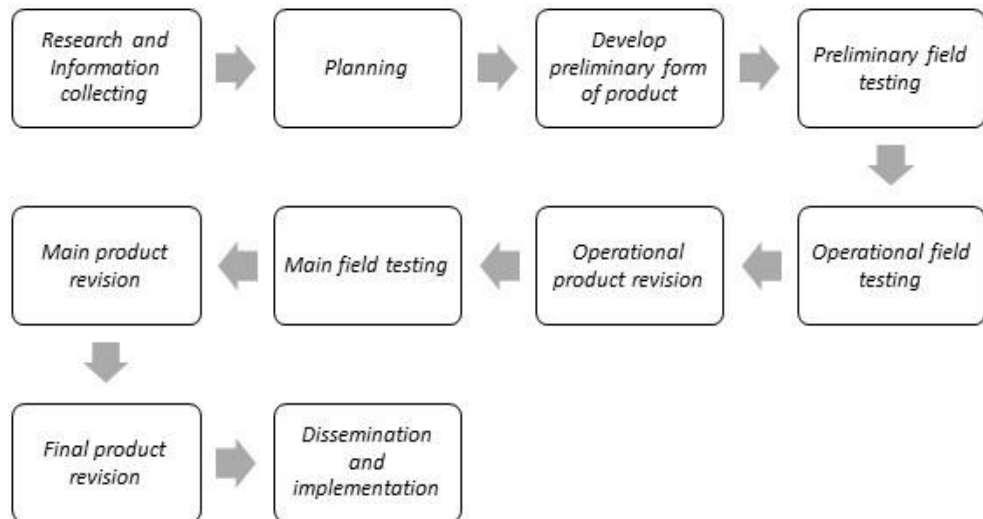 Research and
Information
collecting
Planning
Develop
preliminary form
of product
Preliminary field
testing
Operational field
testing
Operational
product revision
Main field testing
Main product
revision
Final product
revision
Dissemination
and
implementation